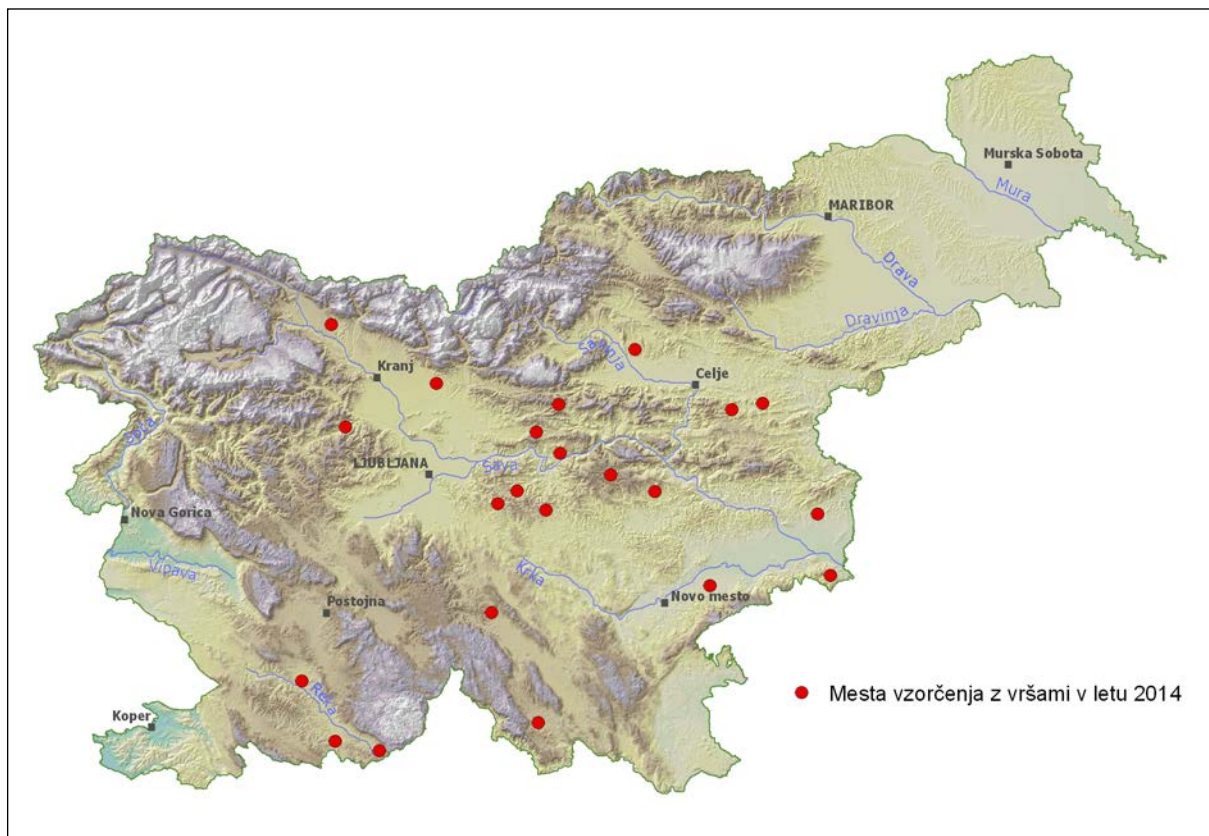 Murska Sobota
Mura
MARIBOR
Drava
Dravinja
Savinja
Kranj
Celje
Soča
LJUBLJANA
Sava
Nova Gorica
Vipava
Krka
Novo mesto
Postojna
Reka
Koper
Mesta vzorčenja z vršami v letu 2014